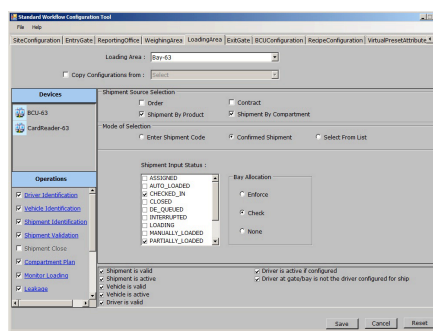 Standard Workflow Configuration Tool
File Help
SiteConfiguration EntryGate ReportingOffice WeighingArea LoadingArea ExitGate BCUConfiguration RecipeConfiguration VirtualPresetAttribute
Loading Area : Bay-63
Copy Configurations from : Select
Devices
BCU-63
CardReader-63
Shipment Source Selection
Order Contract
Shipment By Product Shipment By Compartment
Mode of Selection
Enter Shipment Code Confirmed Shipment Select From List
Shipment Input Status :
ASSIGNED
AUTO_LOADED
CHECKED_IN
CLOSED
DE_QUEUED
INTERRUPTED
LOADING
MANUALLY_LOADED
PARTIALLY_LOADED
Bay Allocation
Enforce
Check
None
Operations
Driver Identification
Vehicle Identification
Shipment Identification
Shipment Validation
Shipment Close
Compartment Plan
Monitor Loading
Leakage
Shipment is valid
Shipment is active
Vehicle is valid
Vehicle is active
Driver is valid
Driver is active if configured
Driver at gate/bay is not the driver configured for ship
Save Cancel Reset